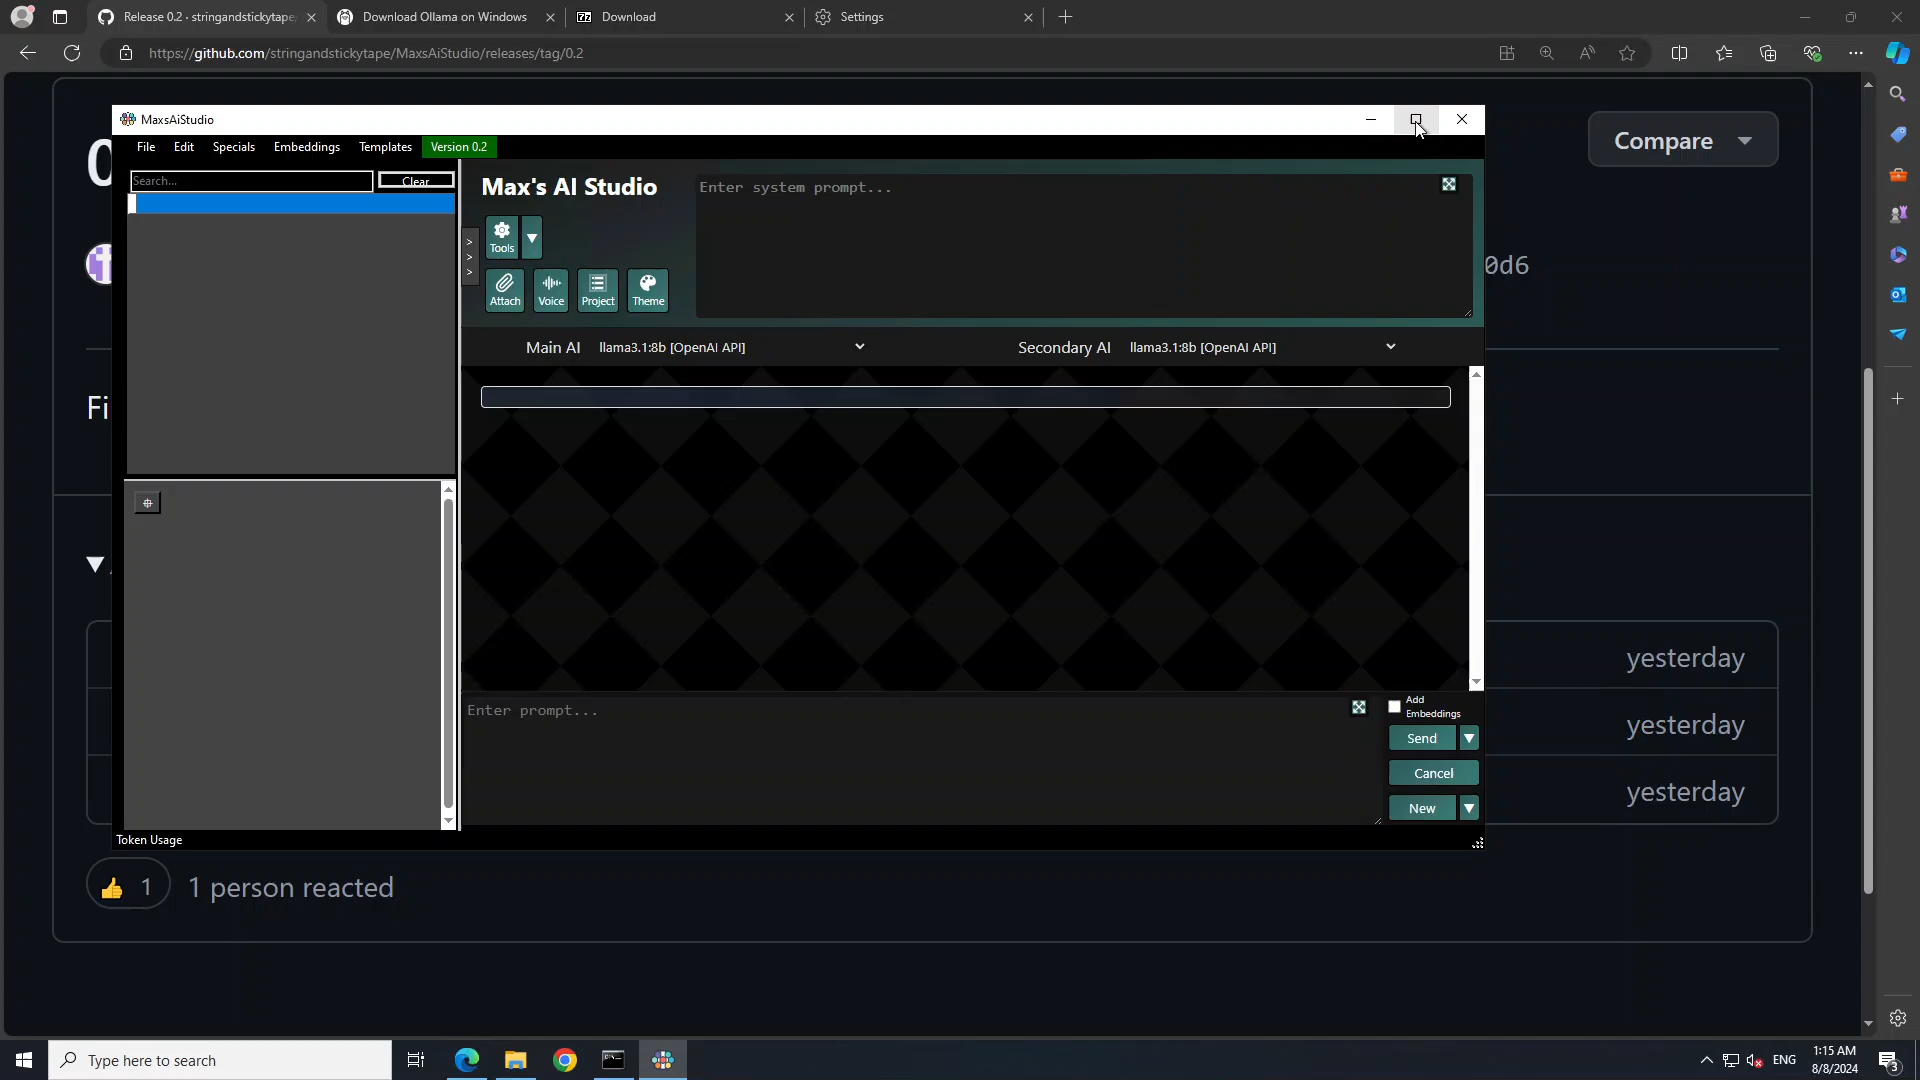 Release 0.2 · stringandstickytape
Download Ollama on Windows
Download
Settings
https://github.com/stringandstickytape/MaxsAiStudio/releases/tag/0.2
Compare
MaxsAiStudio
File
Edit
Specials
Embeddings
Templates
Version 0.2
Search...
Clear
Max's AI Studio
Enter system prompt...
Tools
Attach
Voice
Project
Theme
>
>
>
0d6
Main AI
llama3.1:8b [OpenAI API]
Secondary AI
llama3.1:8b [OpenAI API]
Fi
yesterday
yesterday
yesterday
Enter prompt...
Add
Embeddings
Send
Cancel
New
Token Usage
1
1 person reacted
Type here to search
ENG
1:15 AM
8/8/2024
3